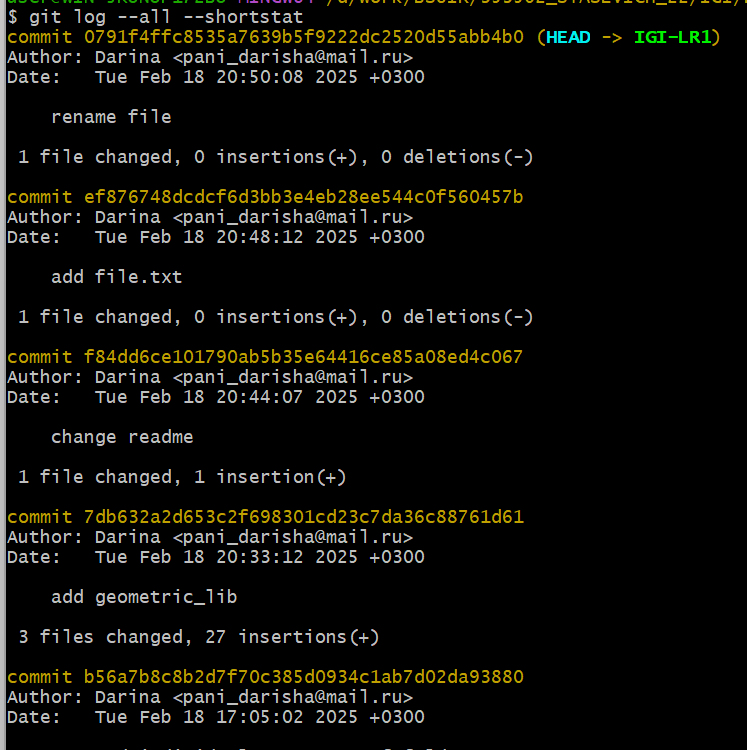 $ git log --all --shortstat
commit 0791f4ffc8535a7639b5f9222dc2520d55abb4b0 (HEAD -> IGI-LR1)
Author: Darina <pani_darisha@mail.ru>
Date:   Tue Feb 18 20:50:08 2025 +0300
rename file
1 file changed, 0 insertions(+), 0 deletions(-)
commit ef876748dcdcf6d3bb3e4eb28ee544c0f560457b
Author: Darina <pani_darisha@mail.ru>
Date:   Tue Feb 18 20:48:12 2025 +0300
add file.txt
1 file changed, 0 insertions(+), 0 deletions(-)
commit f84dd6ce101790ab5b35e64416ce85a08ed4c067
Author: Darina <pani_darisha@mail.ru>
Date:   Tue Feb 18 20:44:07 2025 +0300
change readme
1 file changed, 1 insertion(+)
commit 7db632a2d653c2f698301cd23c7da36c88761d61
Author: Darina <pani_darisha@mail.ru>
Date:   Tue Feb 18 20:33:12 2025 +0300
add geometric_lib
3 files changed, 27 insertions(+)
commit b56a7b8c8b2d7f70c385d0934c1ab7d02da93880
Author: Darina <pani_darisha@mail.ru>
Date:   Tue Feb 18 17:05:02 2025 +0300